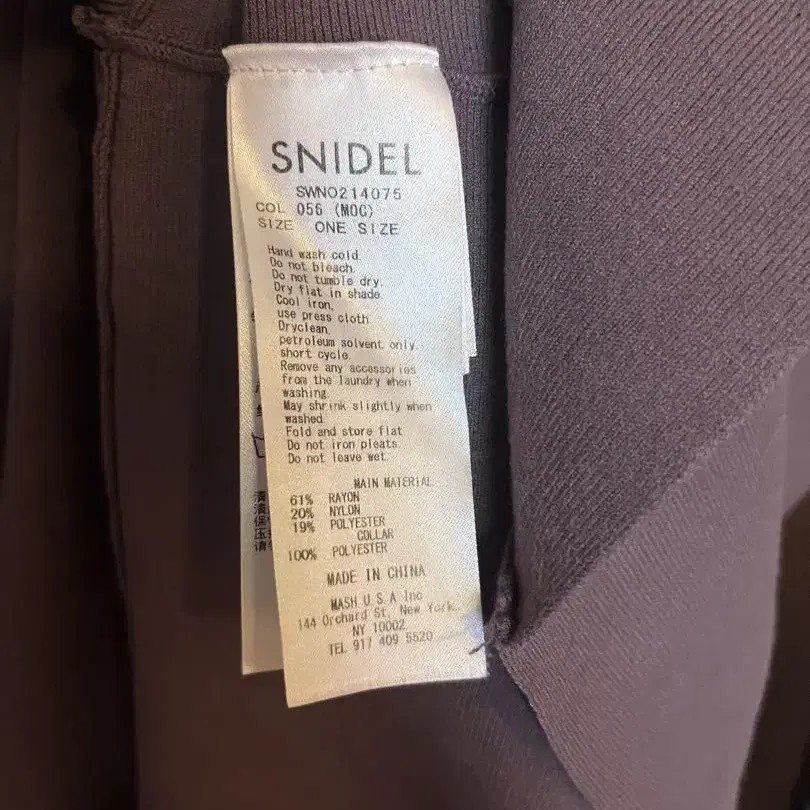 SNIDEL
SWNO214075
COL 056 (MOC)
SIZE ONE SIZE
Hand wash cold.
Do not bleach.
Do not tumble dry.
Dry flat in shade.
Cool iron,
use press cloth.
Dryclean,
petroleum solvent only.
short cycle.
Remove any accessories
from the laundry when
washing.
May shrink slightly when
washed.
Fold and store flat.
Do not iron pleats.
Do not leave wet.
MAIN MATERIAL
61% RAYON
20% NYLON
19% POLYESTER
COLLAR
100% POLYESTER
MADE IN CHINA
MASH U.S.A Inc
144 Orchard St, New York,
NY 10002
TEL 917 409 5520